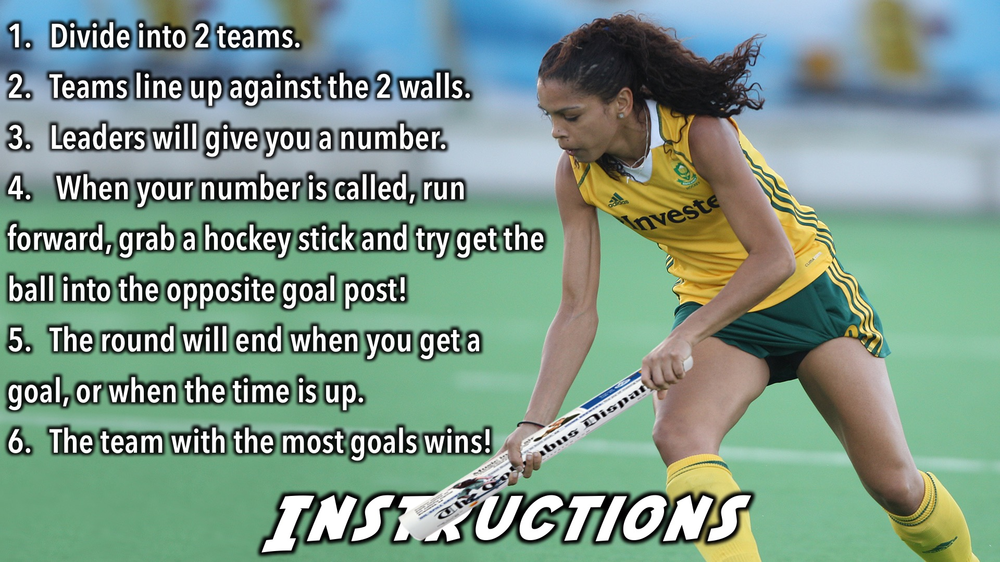 1. Divide into 2 teams.
2. Teams line up against the 2 walls.
3. Leaders will give you a number.
4. When your number is called, run
forward, grab a hockey stick and try get the
ball into the opposite goal post!
5. The round will end when you get a
goal, or when the time is up.
6. The team with the most goals wins!
HOCKEY
adidas
Investe
CLIMACOOL
Dispat
Instructions